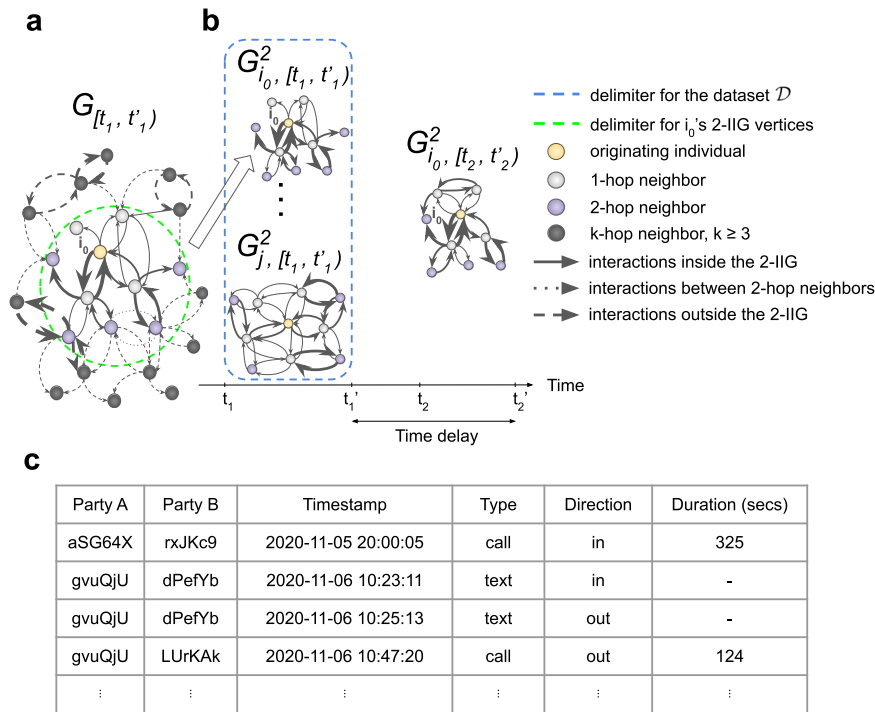 a
b
G[t1, t'1)
i0
G2i0, [t1, t'1)
i0
G2j, [t1, t'1)
G2i0, [t2, t'2)
i0
delimiter for the dataset 𝒟
delimiter for i0's 2-IIG vertices
originating individual
1-hop neighbor
2-hop neighbor
k-hop neighbor, k ≥ 3
interactions inside the 2-IIG
interactions between 2-hop neighbors
interactions outside the 2-IIG
t1 t1' t2 t2' Time
Time delay
c
Party A Party B Timestamp Type Direction Duration (secs)
aSG64X rxJKc9 2020-11-05 20:00:05 call in 325
gvuQjU dPefYb 2020-11-06 10:23:11 text in -
gvuQjU dPefYb 2020-11-06 10:25:13 text out -
gvuQjU LUrKAk 2020-11-06 10:47:20 call out 124
⋮ ⋮ ⋮ ⋮ ⋮ ⋮